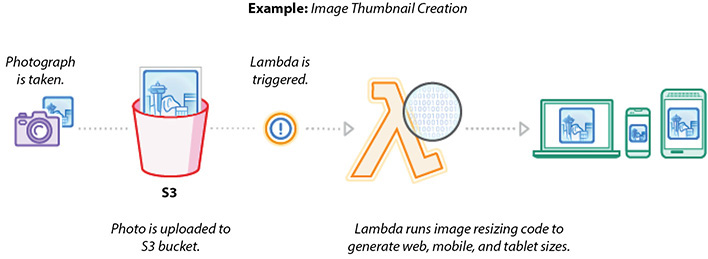 Example: Image Thumbnail Creation
Photograph
is taken.
Lambda is
triggered.
S3
Photo is uploaded to
S3 bucket.
Lambda runs image resizing code to
generate web, mobile, and tablet sizes.